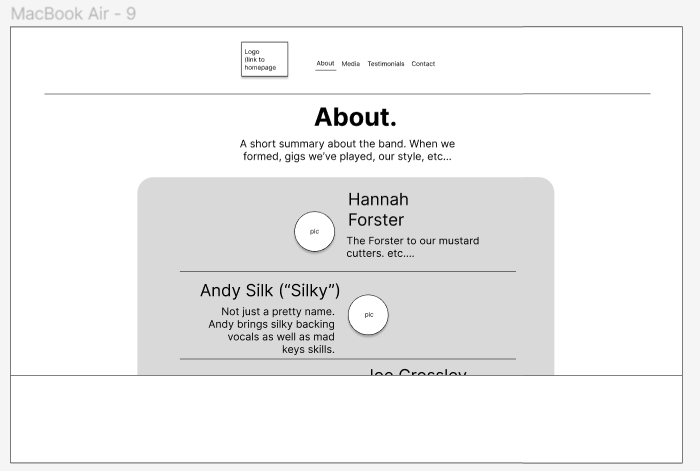 MacBook Air - 9
Logo
(link to
homepage
About Media Testimonials Contact
About.
A short summary about the band. When we
formed, gigs we've played, our style, etc...
Hannah
Forster
pic
The Forster to our mustard
cutters. etc....
Andy Silk (“Silky”)
pic
Not just a pretty name.
Andy brings silky backing
vocals as well as mad
keys skills.
Joe Crossley